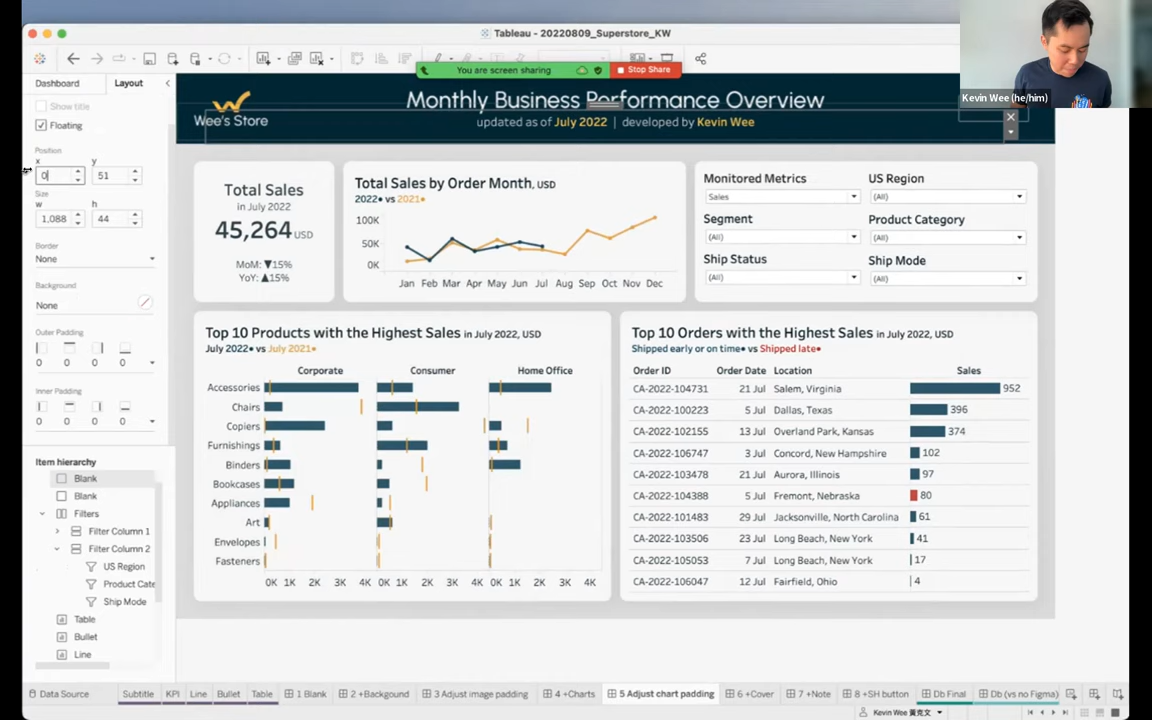 Tableau - 20220809_Superstore_KW
You are screen sharing
Stop Share
Kevin Wee (he/him)
Dashboard
Layout
Show title
Floating
Position
x
y
0
51
Size
w
h
1,088
44
Border
None
Background
None
Outer Padding
0 0 0 0
Inner Padding
0 0 0 0
Item hierarchy
Blank
Blank
Filters
Filter Column 1
Filter Column 2
US Region
Product Cate
Ship Mode
Table
Bullet
Line
Wee's Store
Monthly Business Performance Overview
updated as of July 2022 | developed by Kevin Wee
Total Sales
in July 2022
45,264 USD
MoM: ▼15%
YoY: ▲15%
Total Sales by Order Month, USD
2022• vs 2021•
100K
50K
0K
Jan Feb Mar Apr May Jun Jul Aug Sep Oct Nov Dec
Monitored Metrics
US Region
Sales
(All)
Segment
Product Category
(All)
(All)
Ship Status
Ship Mode
(All)
(All)
Top 10 Products with the Highest Sales in July 2022, USD
July 2022• vs July 2021•
Corporate
Consumer
Home Office
Accessories
Chairs
Copiers
Furnishings
Binders
Bookcases
Appliances
Art
Envelopes
Fasteners
0K 1K 2K 3K 4K 0K 1K 2K 3K 4K 0K 1K 2K 3K 4K
Top 10 Orders with the Highest Sales in July 2022, USD
Shipped early or on time• vs Shipped late•
Order ID Order Date Location Sales
CA-2022-104731 21 Jul Salem, Virginia 952
CA-2022-100223 5 Jul Dallas, Texas 396
CA-2022-102155 13 Jul Overland Park, Kansas 374
CA-2022-106747 3 Jul Concord, New Hampshire 102
CA-2022-103478 21 Jul Aurora, Illinois 97
CA-2022-104388 5 Jul Fremont, Nebraska 80
CA-2022-101483 29 Jul Jacksonville, North Carolina 61
CA-2022-103506 23 Jul Long Beach, New York 41
CA-2022-105053 7 Jul Long Beach, New York 17
CA-2022-106047 12 Jul Fairfield, Ohio 4
Data Source
Subtitle
KPI
Line
Bullet
Table
1 Blank
2 +Background
3 Adjust image padding
4 +Charts
5 Adjust chart padding
6 +Cover
7 +Note
8 +SH button
Db Final
Db (vs no Figma)
Kevin Wee 黃克文